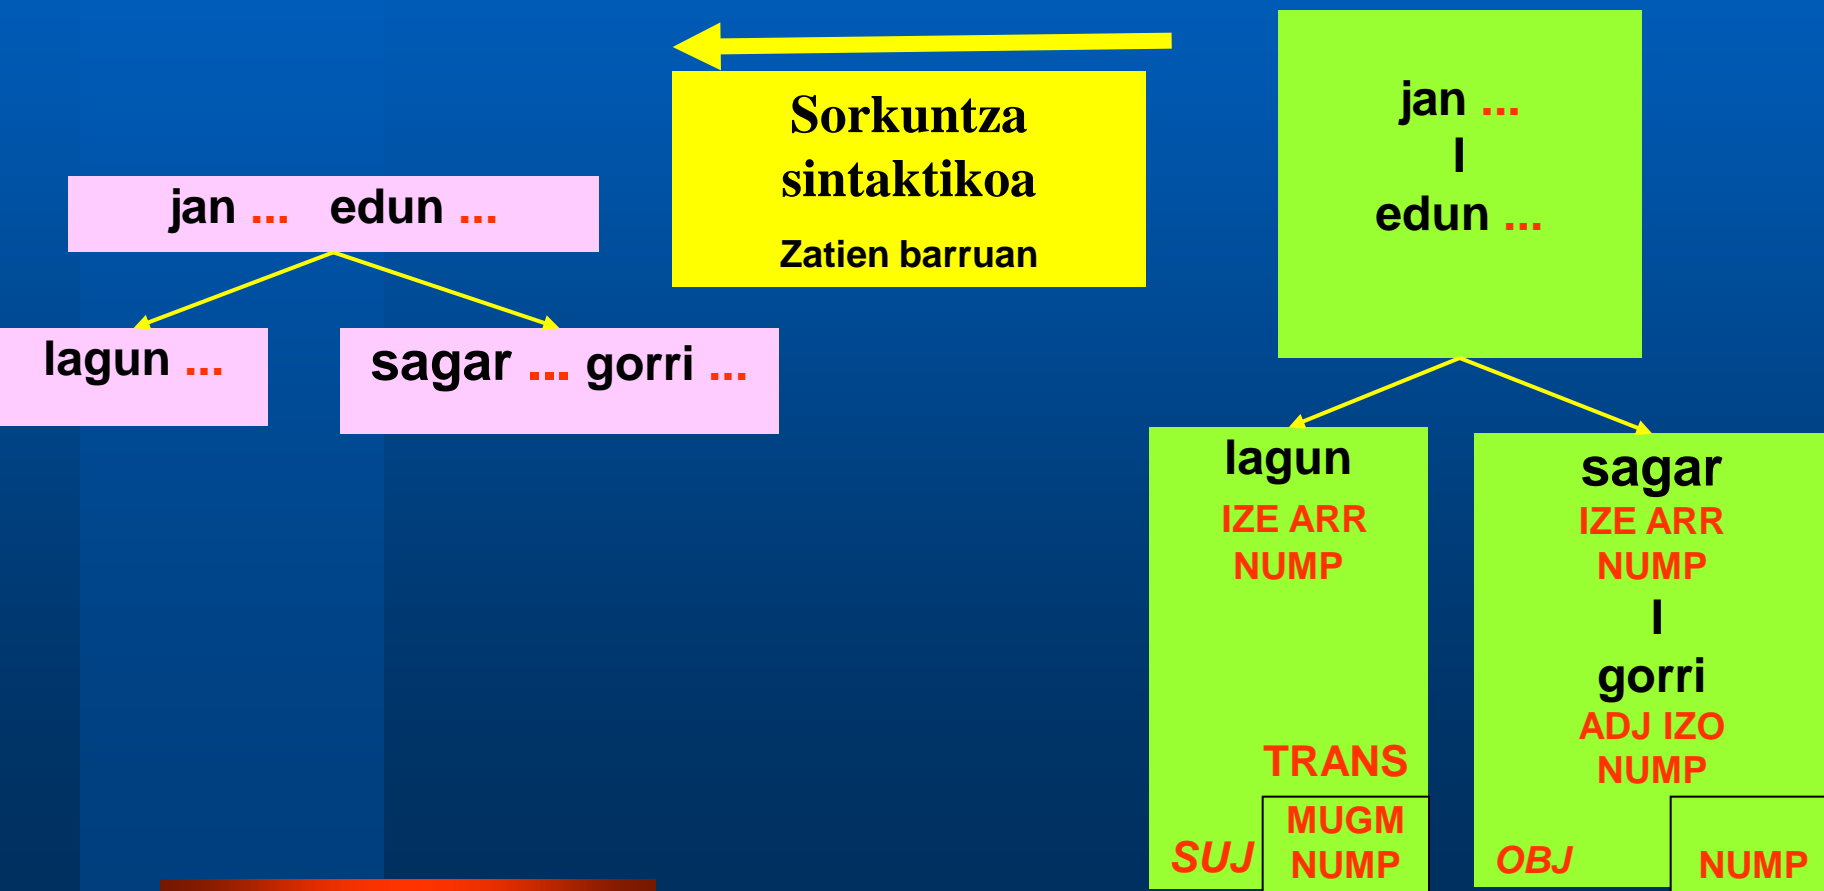 Sorkuntza
sintaktikoa
Zatien barruan
jan ... edun ...
lagun ...
sagar ... gorri ...
jan ...
I
edun ...
lagun
IZE ARR
NUMP
TRANS
MUGM
SUJ NUMP
sagar
IZE ARR
NUMP
I
gorri
ADJ IZO
NUMP
OBJ NUMP